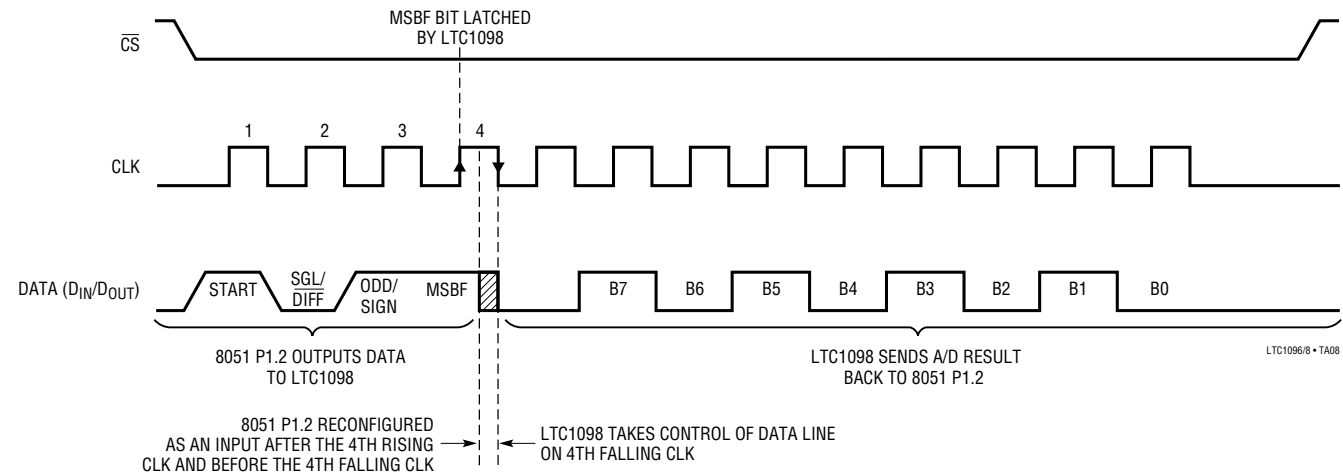 MSBF BIT LATCHED
BY LTC1098
CS
1 2 3 4
CLK
DATA (DIN/DOUT)
START
SGL/
DIFF
ODD/
SIGN
MSBF
B7 B6 B5 B4 B3 B2 B1 B0
8051 P1.2 OUTPUTS DATA
TO LTC1098
LTC1098 SENDS A/D RESULT
BACK TO 8051 P1.2
LTC1096/8 • TA08
8051 P1.2 RECONFIGURED
AS AN INPUT AFTER THE 4TH RISING
CLK AND BEFORE THE 4TH FALLING CLK
LTC1098 TAKES CONTROL OF DATA LINE
ON 4TH FALLING CLK